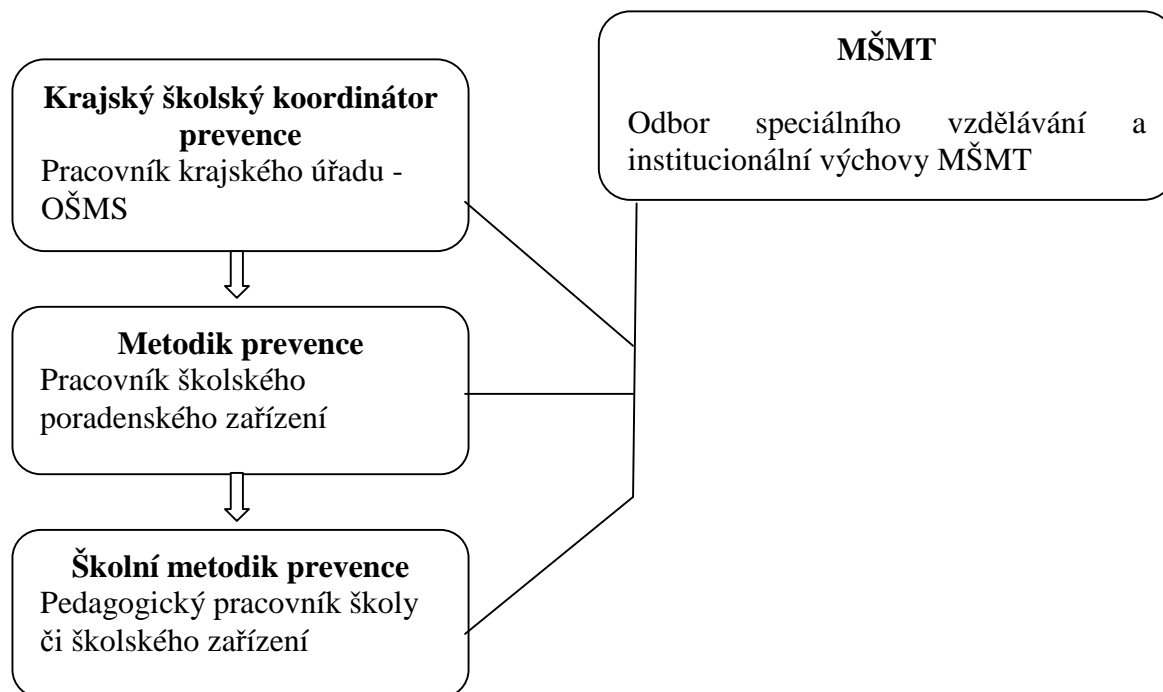 MŠMT
Odbor speciálního vzdělávání a
institucionální výchovy MŠMT
Krajský školský koordinátor
prevence
Pracovník krajského úřadu -
OŠMS
Metodik prevence
Pracovník školského
poradenského zařízení
Školní metodik prevence
Pedagogický pracovník školy
či školského zařízení